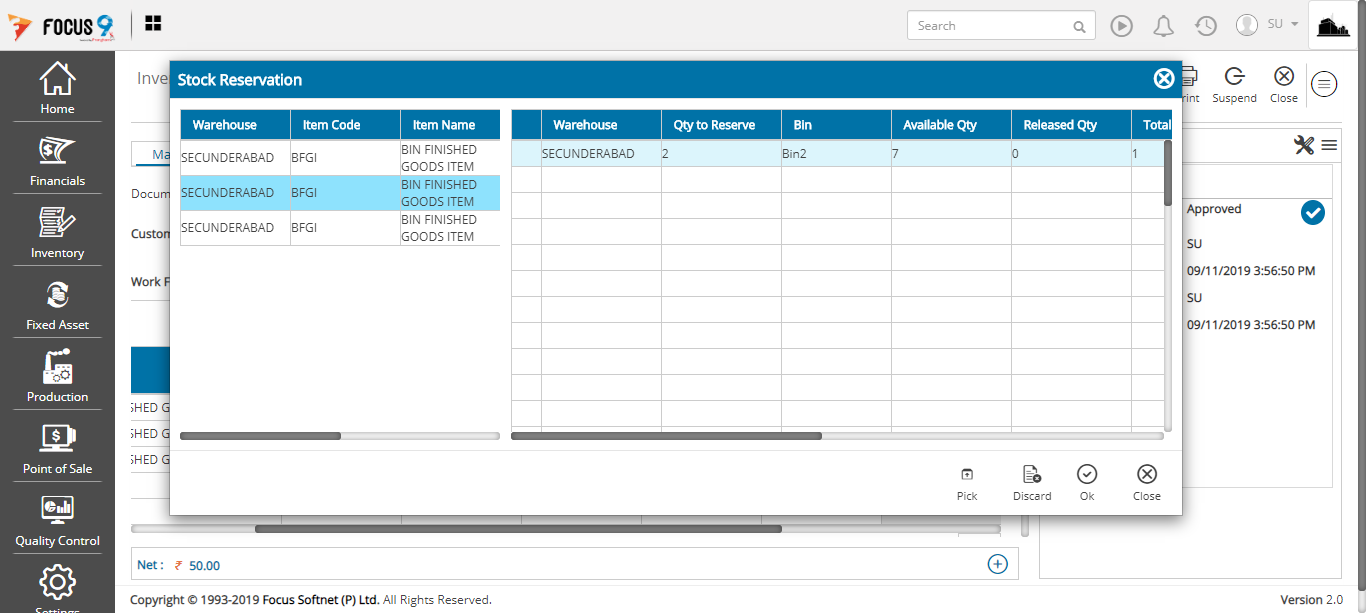 FOCUS 9
Search
SU
Home
Financials
Inventory
Fixed Asset
Production
Point of Sale
Quality Control
Settings
Inve
rint
Suspend
Close
Stock Reservation
Warehouse Item Code Item Name
SECUNDERABAD BFGI BIN FINISHED
GOODS ITEM
SECUNDERABAD BFGI BIN FINISHED
GOODS ITEM
SECUNDERABAD BFGI BIN FINISHED
GOODS ITEM
Warehouse Qty to Reserve Bin Available Qty Released Qty Total
SECUNDERABAD 2 Bin2 7 0 1
Pick
Discard
Ok
Close
Ma
Docum
Custom
Work F
SHED G
SHED G
SHED G
Approved
SU
09/11/2019 3:56:50 PM
SU
09/11/2019 3:56:50 PM
Net : ₹ 50.00
Copyright © 1993-2019 Focus Softnet (P) Ltd. All Rights Reserved.
Version 2.0